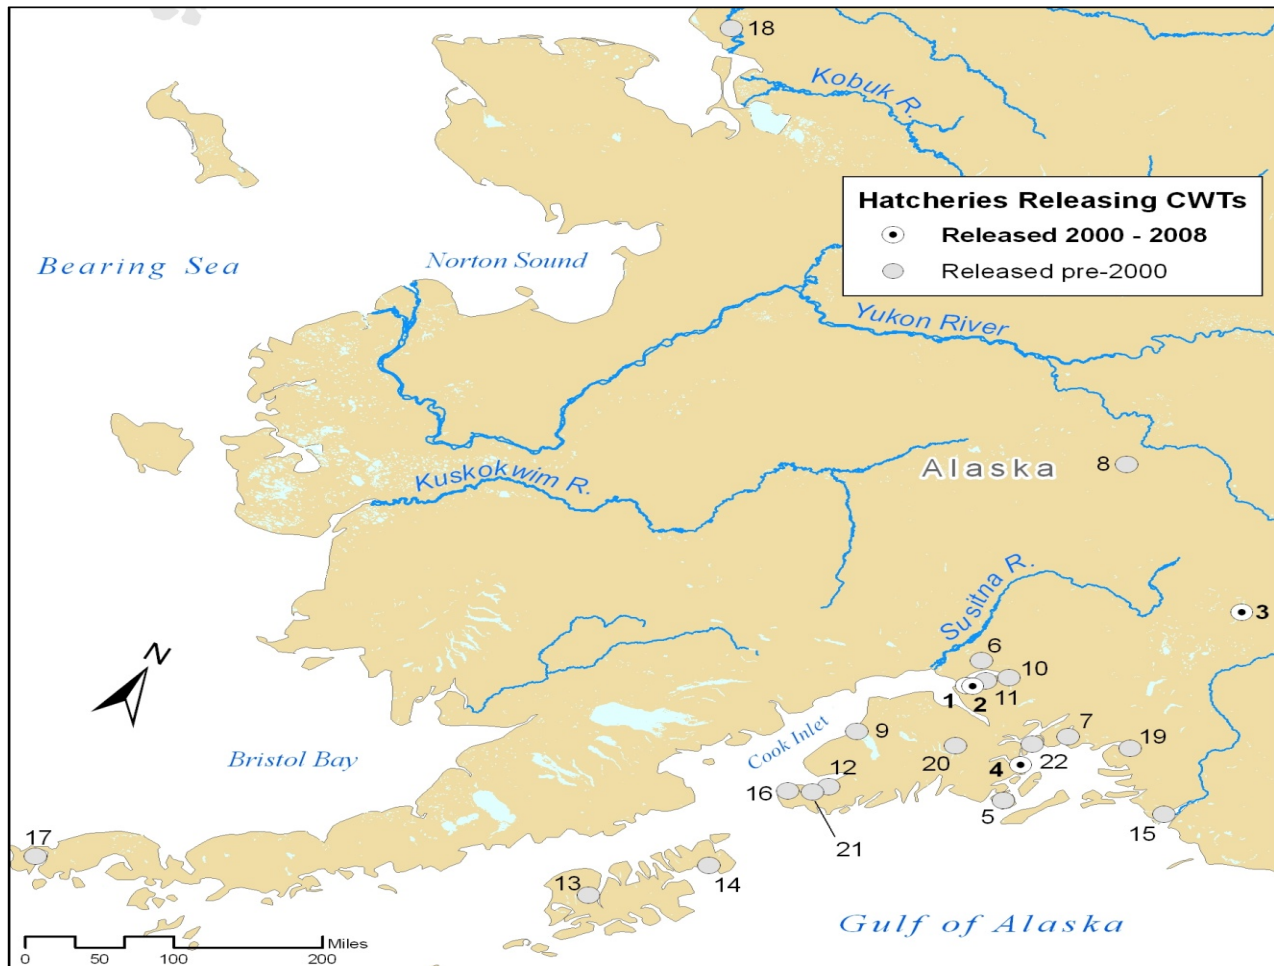 18
Kobuk R.
Hatcheries Releasing CWTs
Released 2000 - 2008
Released pre-2000
Bearing Sea
Norton Sound
Yukon River
Kuskokwim R.
Alaska
8
Susitna R.
3
6
10
11
1
2
N
Cook Inlet
9
7
19
20
4
22
Bristol Bay
12
16
5
15
21
17
13
14
Gulf of Alaska
Miles
0 50 100 200